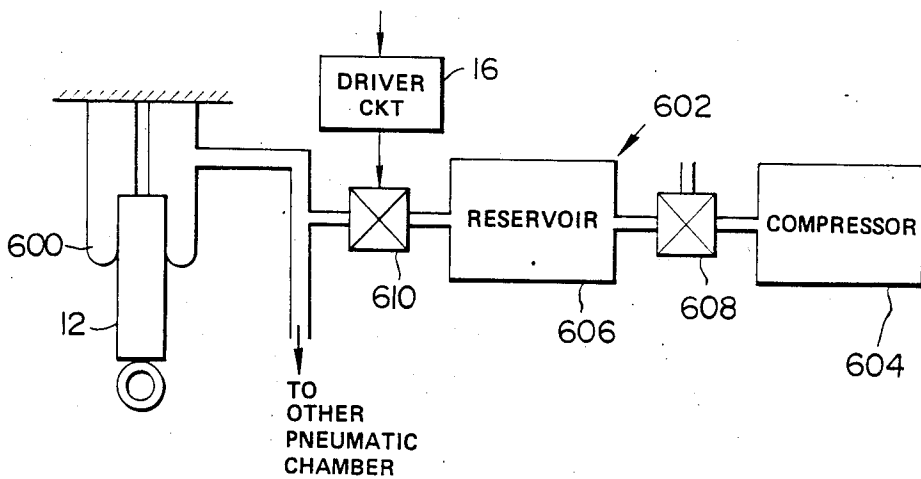 DRIVER
CKT
16
602
RESERVOIR
COMPRESSOR
600
610
608
12
606
604
TO
OTHER
PNEUMATIC
CHAMBER